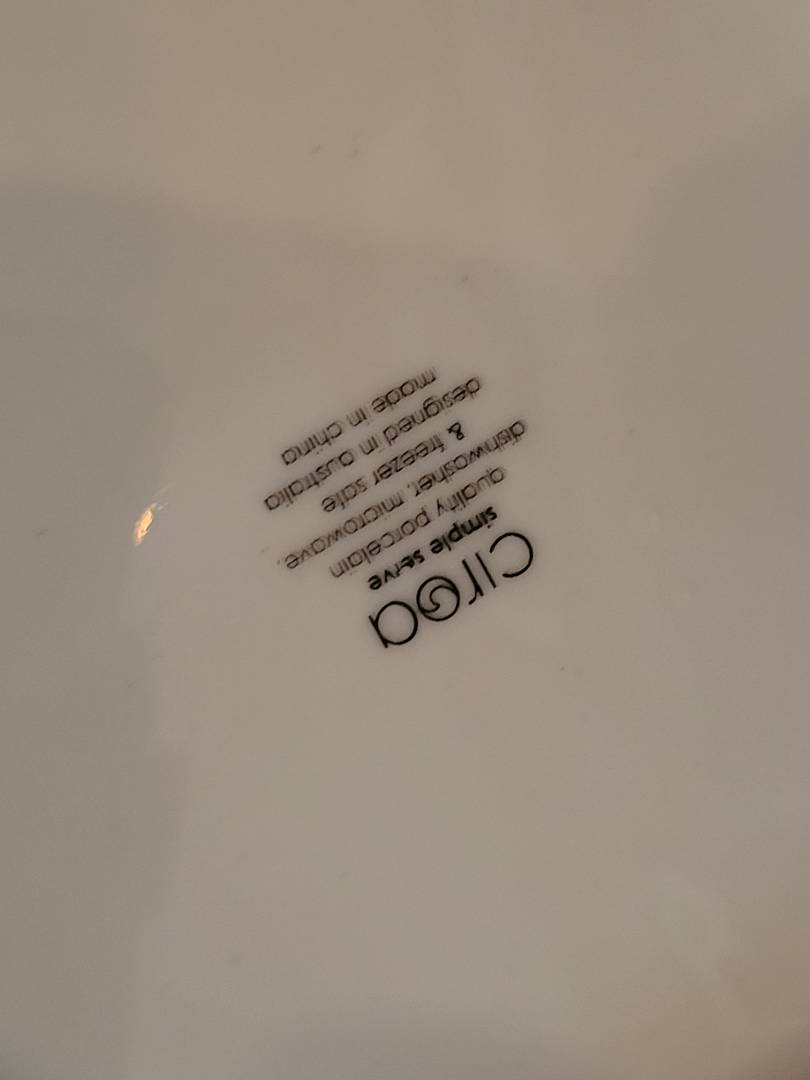 ciroa
simple serve
quality porcelain
dishwasher, microwave,
& freezer safe
designed in australia
made in china